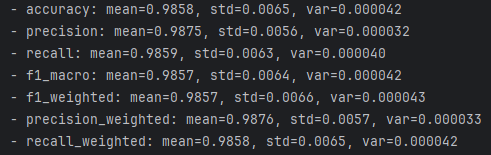 - accuracy: mean=0.9858, std=0.0065, var=0.000042
- precision: mean=0.9875, std=0.0056, var=0.000032
- recall: mean=0.9859, std=0.0063, var=0.000040
- f1_macro: mean=0.9857, std=0.0064, var=0.000042
- f1_weighted: mean=0.9857, std=0.0066, var=0.000043
- precision_weighted: mean=0.9876, std=0.0057, var=0.000033
- recall_weighted: mean=0.9858, std=0.0065, var=0.000042